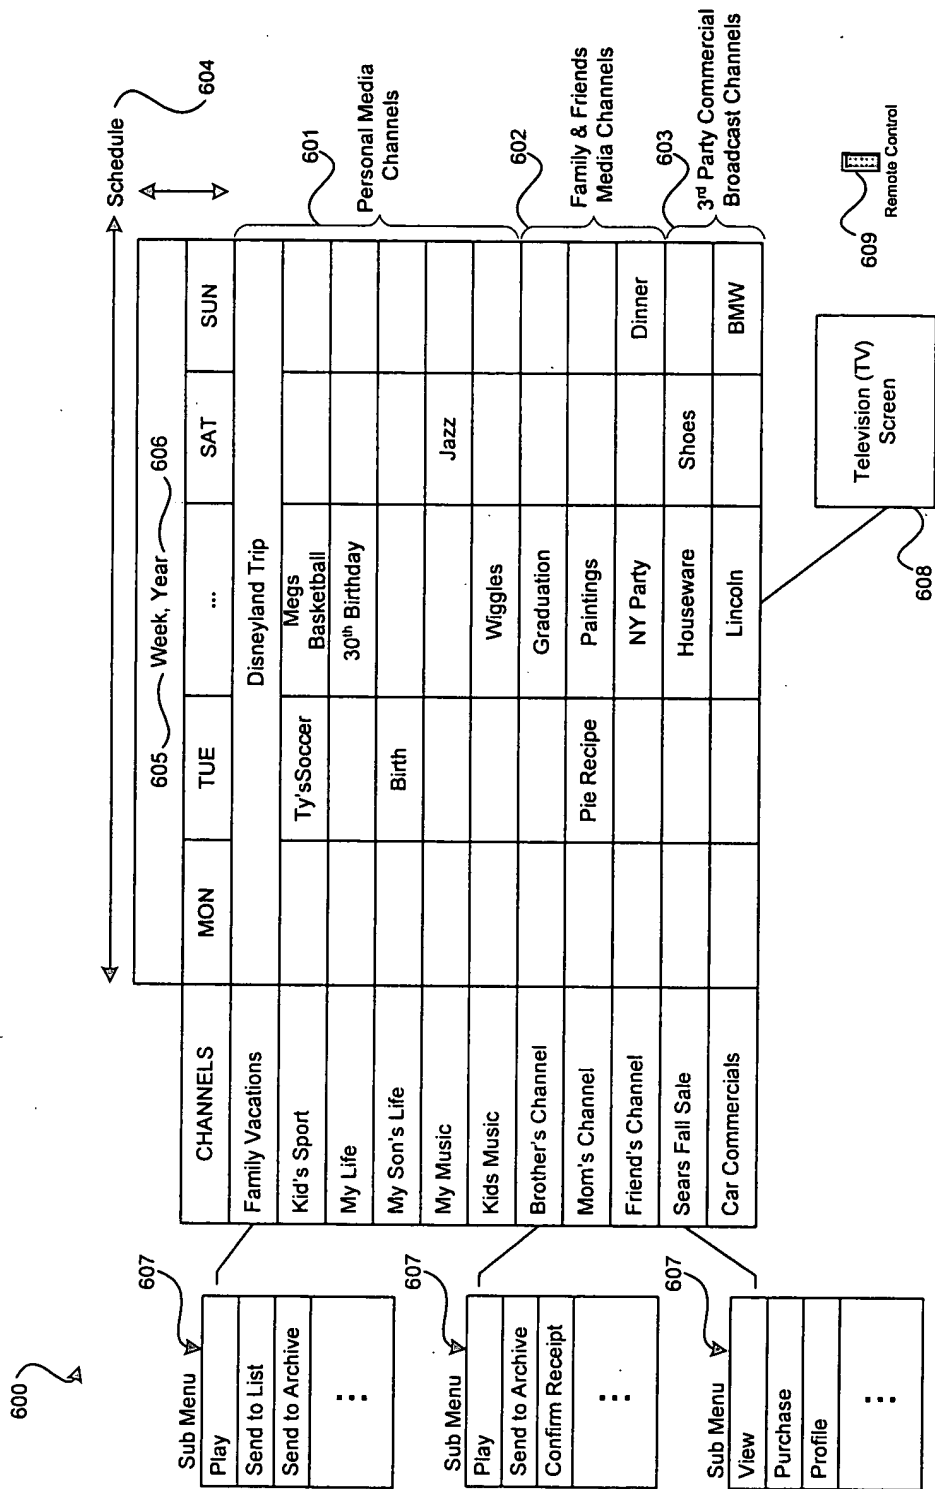 600
Schedule
604
605 Week, Year 606
CHANNELS MON TUE ... SAT SUN
Family Vacations Disneyland Trip
Kid's Sport Ty'sSoccer Megs Basketball
My Life 30th Birthday
My Son's Life Birth
My Music Jazz
Kids Music Wiggles
Brother's Channel Graduation
Mom's Channel Pie Recipe Paintings
Friend's Channel NY Party Dinner
Sears Fall Sale Houseware Shoes
Car Commercials Lincoln BMW
601
Personal Media
Channels
602
Family & Friends
Media Channels
603
3rd Party Commercial
Broadcast Channels
607
Sub Menu
Play
Send to List
Send to Archive
⋮
607
Sub Menu
Play
Send to Archive
Confirm Receipt
⋮
607
Sub Menu
View
Purchase
Profile
⋮
Television (TV)
Screen
608
609
Remote Control